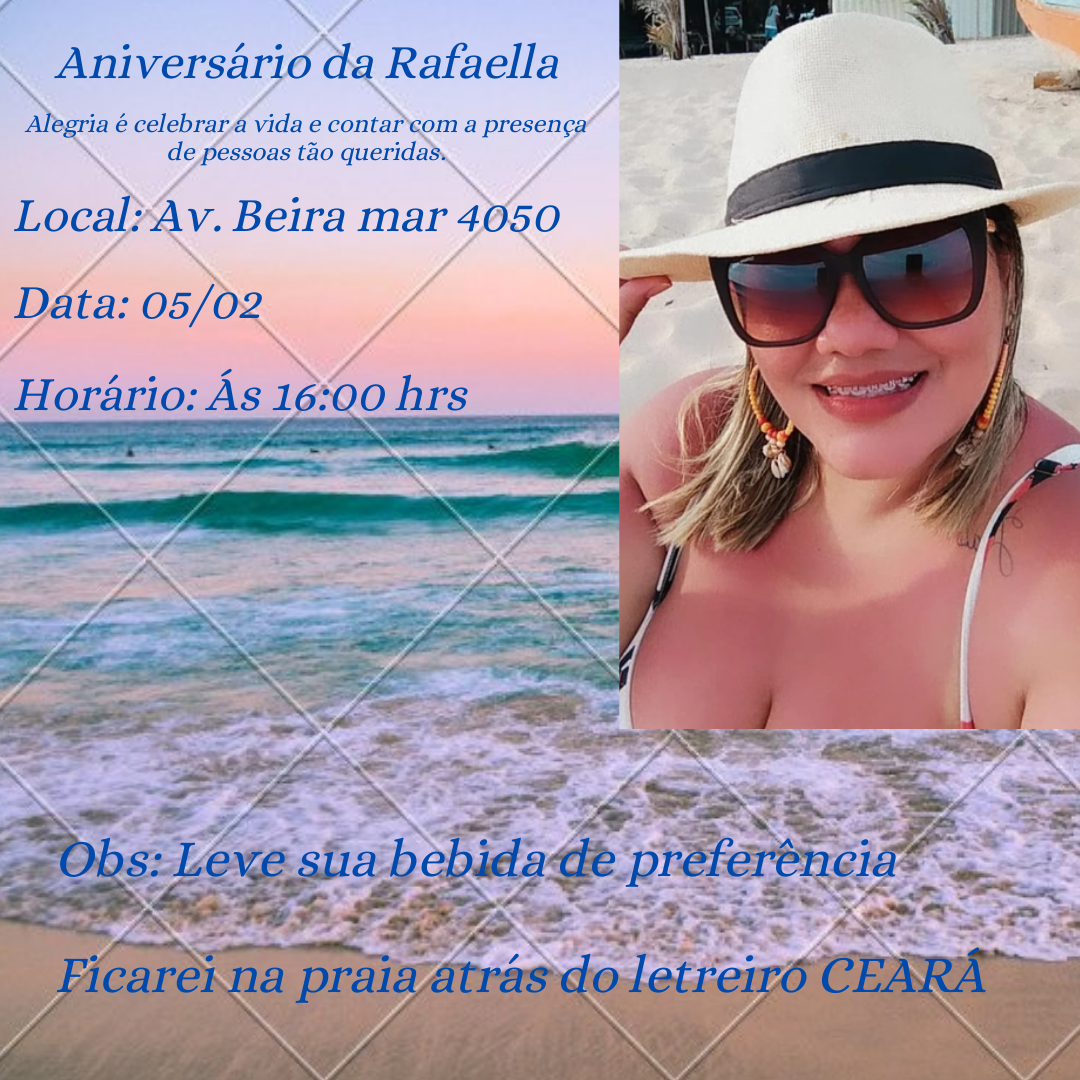 Aniversário da Rafaella
Alegria é celebrar a vida e contar com a presença
de pessoas tão queridas.
Local: Av. Beira mar 4050
Data: 05/02
Horário: Ás 16:00 hrs
Obs: Leve sua bebida de preferência
Ficarei na praia atrás do letreiro CEARÁ